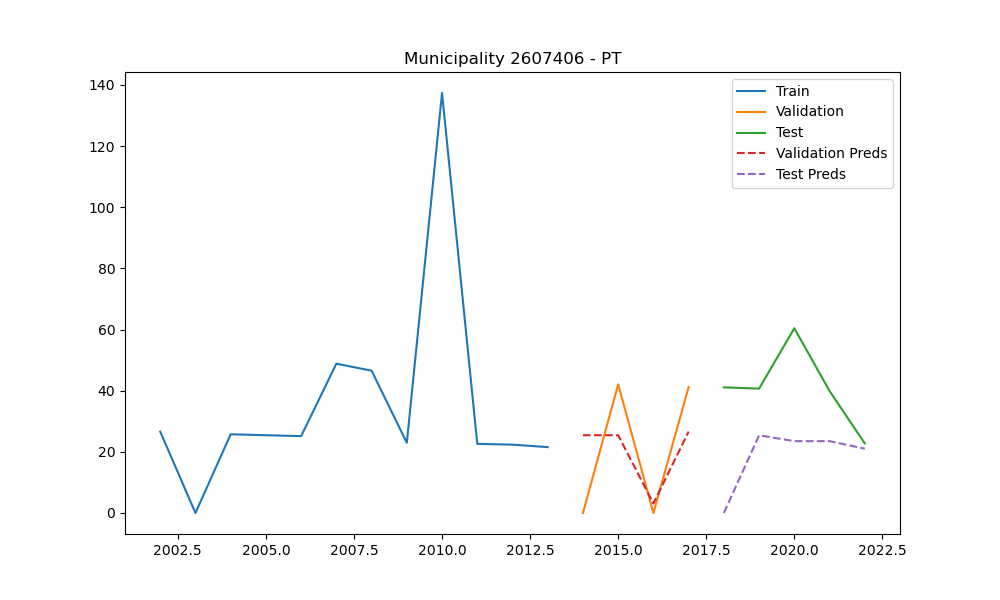 Municipality 2607406 - PT
140
120
100
80
60
40
20
0
2002.5 2005.0 2007.5 2010.0 2012.5 2015.0 2017.5 2020.0 2022.5
Train
Validation
Test
Validation Preds
Test Preds